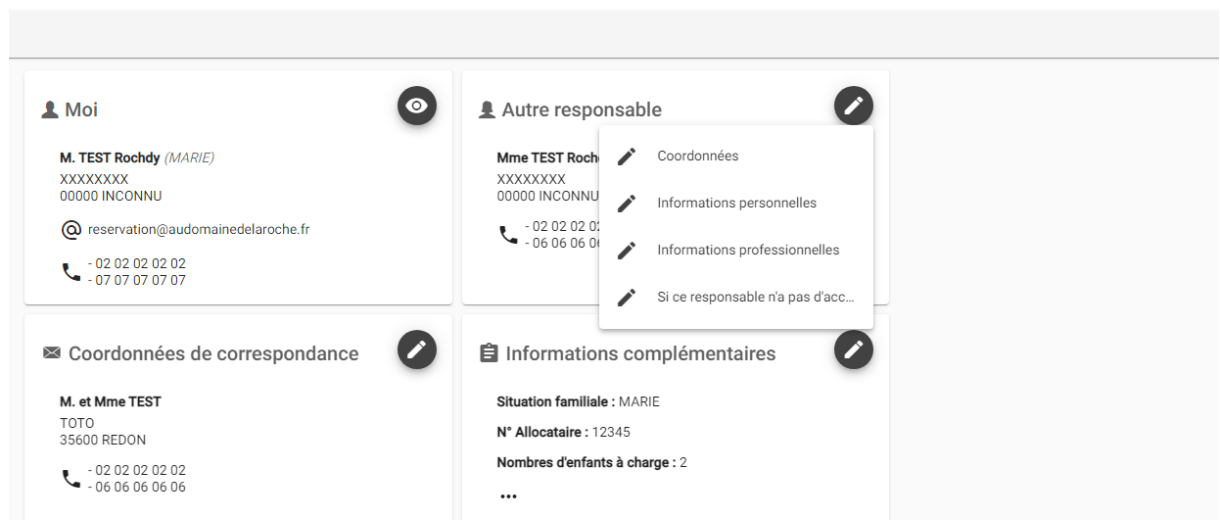 Moi
M. TEST Rochdy (MARIE)
XXXXXXXX
00000 INCONNU
reservation@audomainedelaroche.fr
- 02 02 02 02 02
- 07 07 07 07 07
Autre responsable
Mme TEST Roch
XXXXXXXX
00000 INCONNU
- 02 02 02 02
- 06 06 06 06
Coordonnées
Informations personnelles
Informations professionnelles
Si ce responsable n'a pas d'acc...
Coordonnées de correspondance
M. et Mme TEST
TOTO
35600 REDON
- 02 02 02 02 02
- 06 06 06 06 06
Informations complémentaires
Situation familiale : MARIE
N° Allocataire : 12345
Nombres d'enfants à charge : 2
...